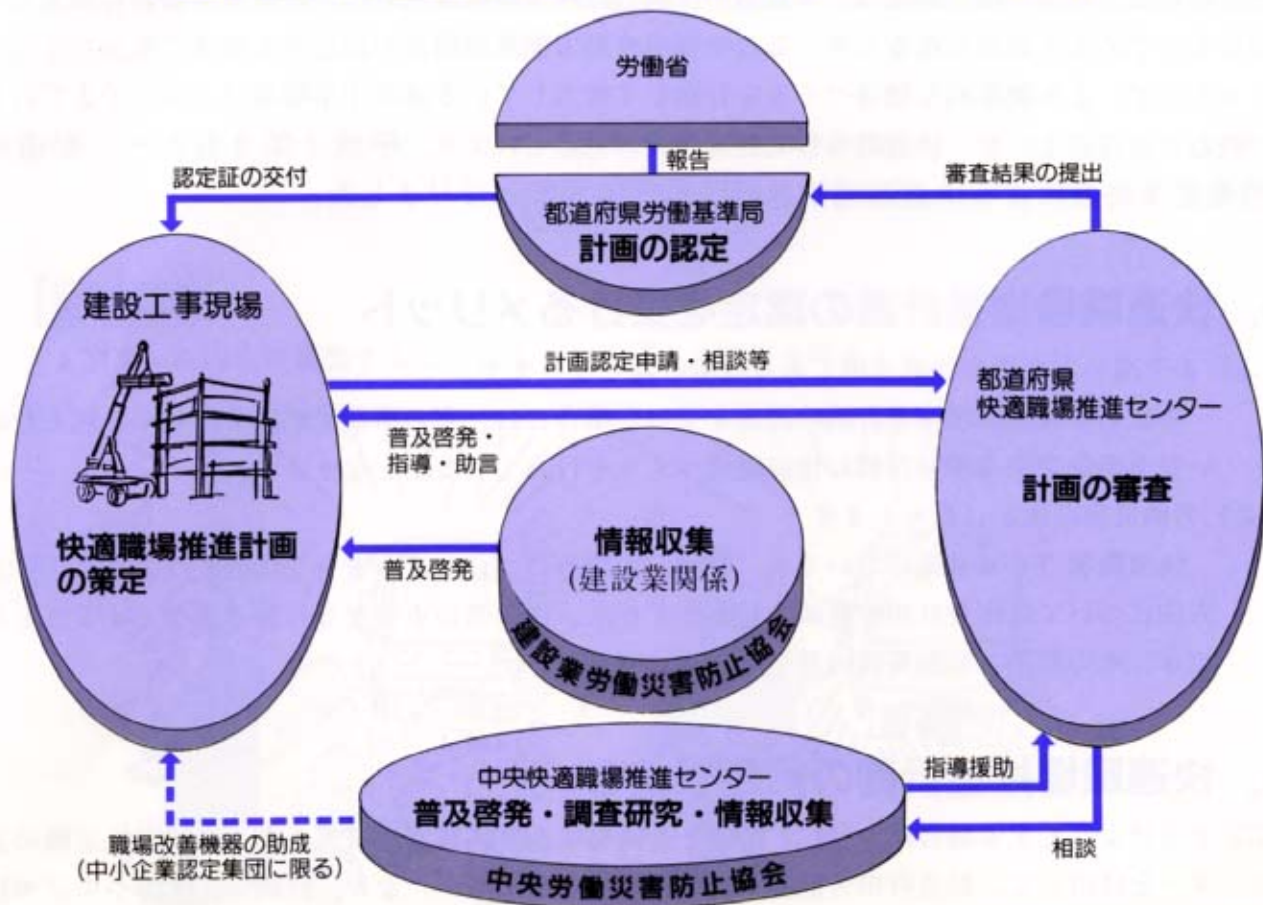 労働省
報告
認定証の交付
審査結果の提出
都道府県労働基準局
計画の認定
建設工事現場
計画認定申請・相談等
都道府県
快適職場推進センター
普及啓発・
指導・助言
計画の審査
快適職場推進計画
の策定
普及啓発
情報収集
(建設業関係)
建設業労働災害防止協会
中央快適職場推進センター
普及啓発・調査研究・情報収集
中央労働災害防止協会
指導援助
相談
職場改善機器の助成
(中小企業認定集団に限る)